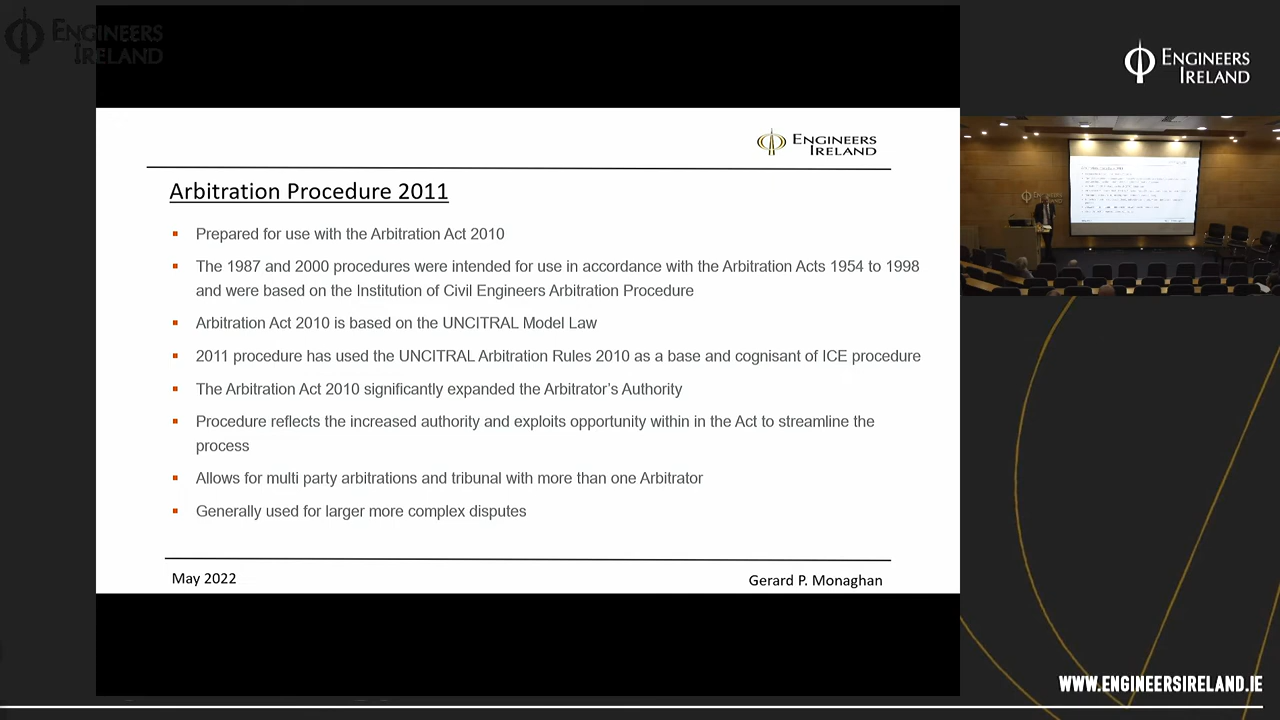 ENGINEERS
IRELAND
ENGINEERS
IRELAND
ENGINEERS
IRELAND
Arbitration Procedure 2011
Prepared for use with the Arbitration Act 2010
The 1987 and 2000 procedures were intended for use in accordance with the Arbitration Acts 1954 to 1998
and were based on the Institution of Civil Engineers Arbitration Procedure
Arbitration Act 2010 is based on the UNCITRAL Model Law
2011 procedure has used the UNCITRAL Arbitration Rules 2010 as a base and cognisant of ICE procedure
The Arbitration Act 2010 significantly expanded the Arbitrator’s Authority
Procedure reflects the increased authority and exploits opportunity within in the Act to streamline the
process
Allows for multi party arbitrations and tribunal with more than one Arbitrator
Generally used for larger more complex disputes
May 2022
Gerard P. Monaghan
WWW.ENGINEERSIRELAND.IE